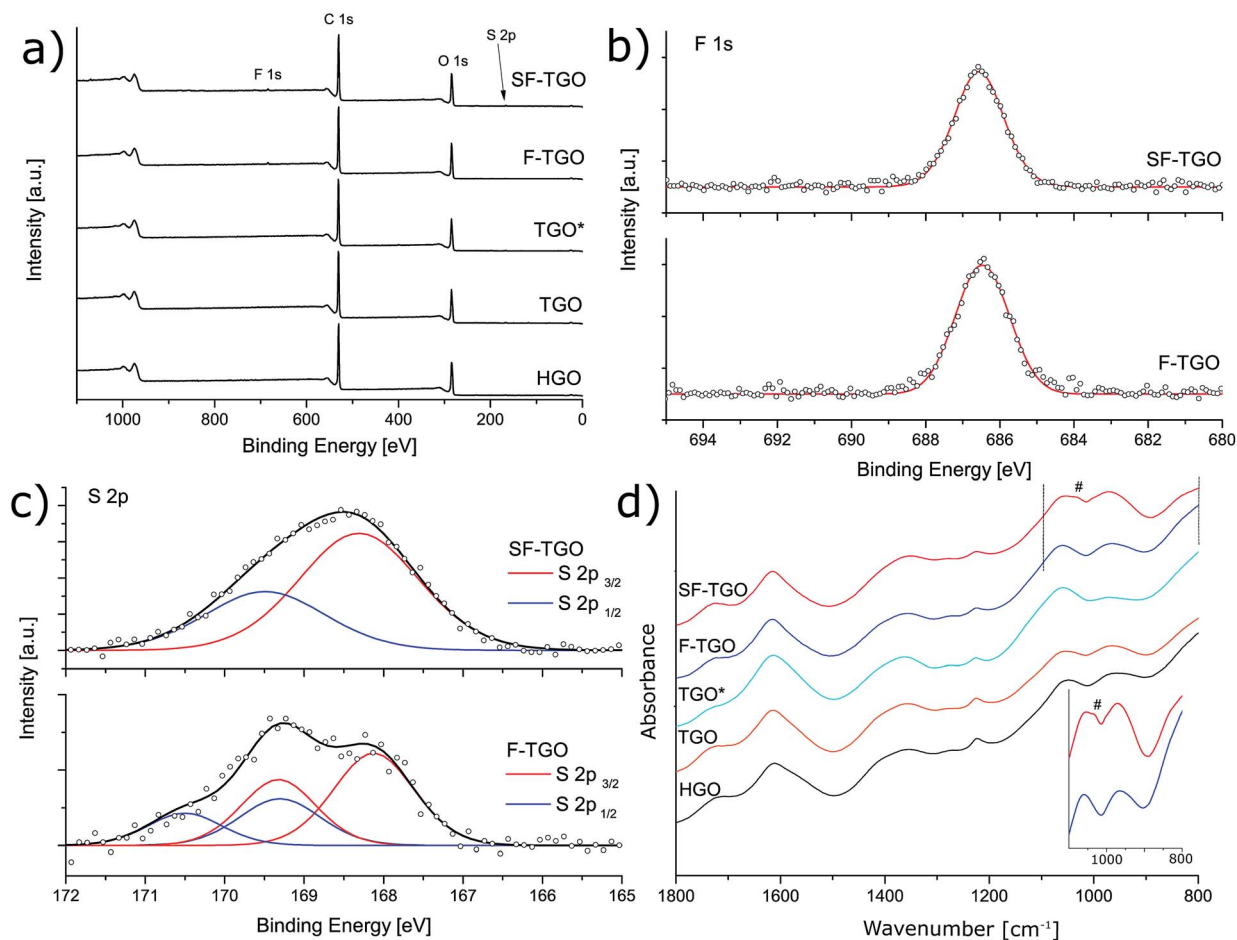 a)
C 1s
S 2p
F 1s
O 1s
SF-TGO
F-TGO
TGO*
TGO
HGO
Intensity [a.u.]
1000 800 600 400 200 0
Binding Energy [eV]
b)
F 1s
SF-TGO
F-TGO
Intensity [a.u.]
694 692 690 688 686 684 682 680
Binding Energy [eV]
c)
S 2p
SF-TGO
S 2p 3/2
S 2p 1/2
F-TGO
S 2p 3/2
S 2p 1/2
Intensity [a.u.]
172 171 170 169 168 167 166 165
Binding Energy [eV]
d)
#
SF-TGO
F-TGO
TGO*
TGO
HGO
#
1000 800
Absorbance
1800 1600 1400 1200 1000 800
Wavenumber [cm⁻¹]